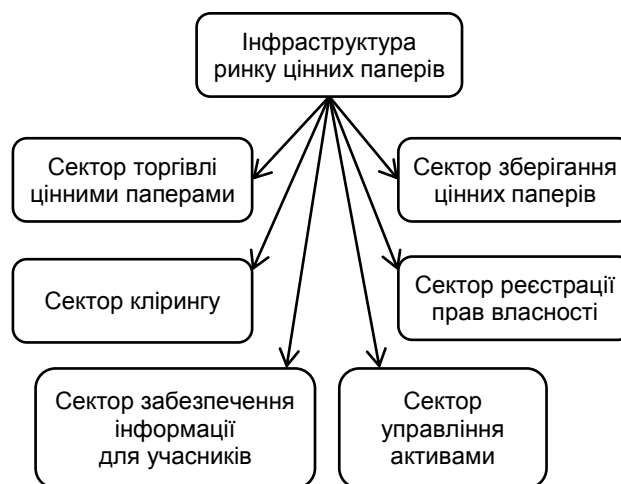 Інфраструктура
ринку цінних паперів
Сектор торгівлі
цінними паперами
Сектор зберігання
цінних паперів
Сектор клірингу
Сектор реєстрації
прав власності
Сектор забезпечення
інформації
для учасників
Сектор
управління
активами